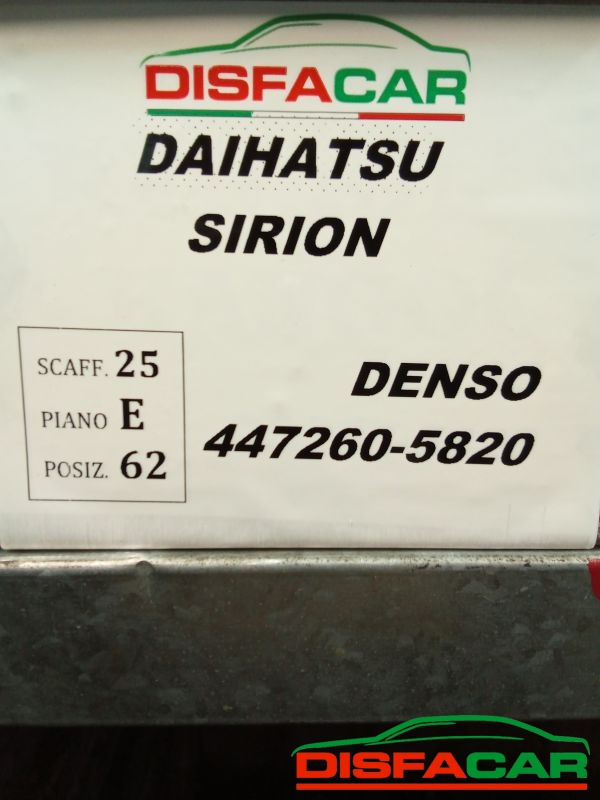 DISFACAR
DAIHATSU
SIRION
SCAFF. 25
PIANO E
POSIZ. 62
DENSO
447260-5820
DISFACAR